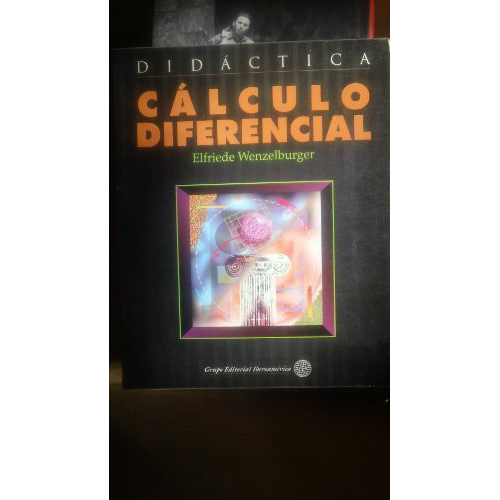 DIDÁCTICA
CÁLCULO
DIFERENCIAL
Elfriede Wenzelburger
Grupo Editorial Iberoamérica